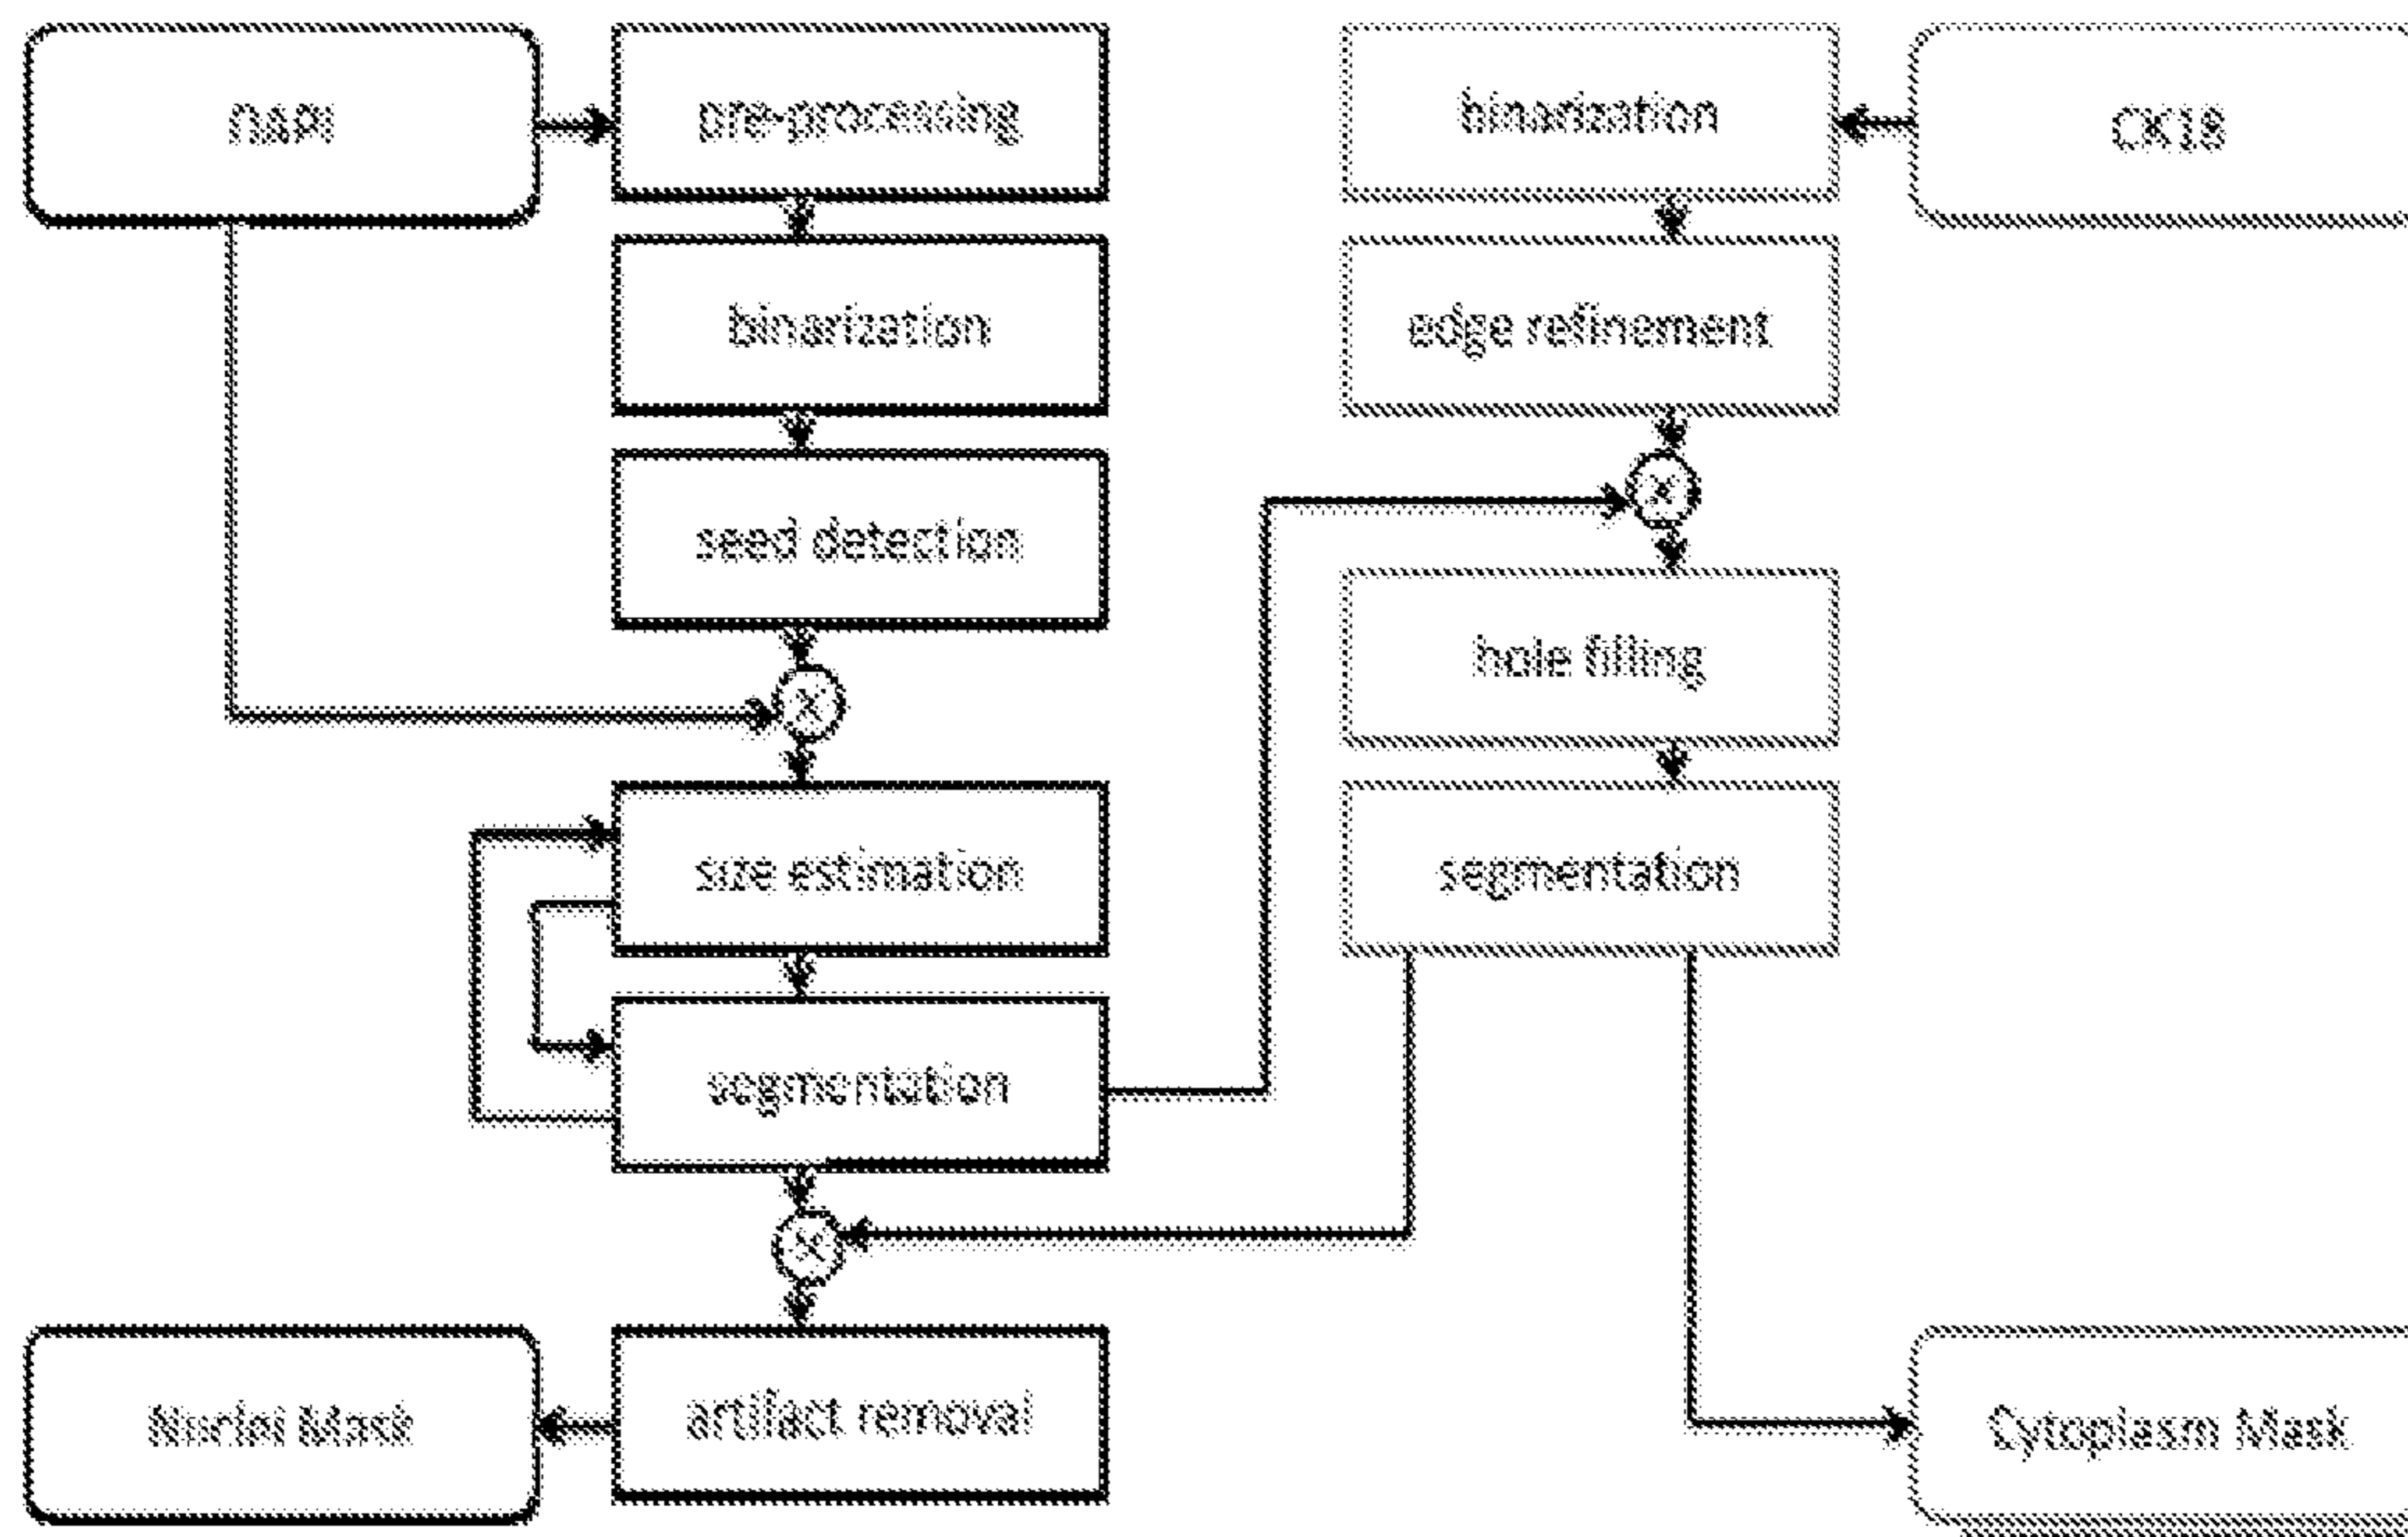 DAPI
pre-processing
binarization
CK18
binarization
edge refinement
seed detection
X
X
hole filling
size estimation
segmentation
segmentation
X
Nuclei Mask
artifact removal
Cytoplasm Mask